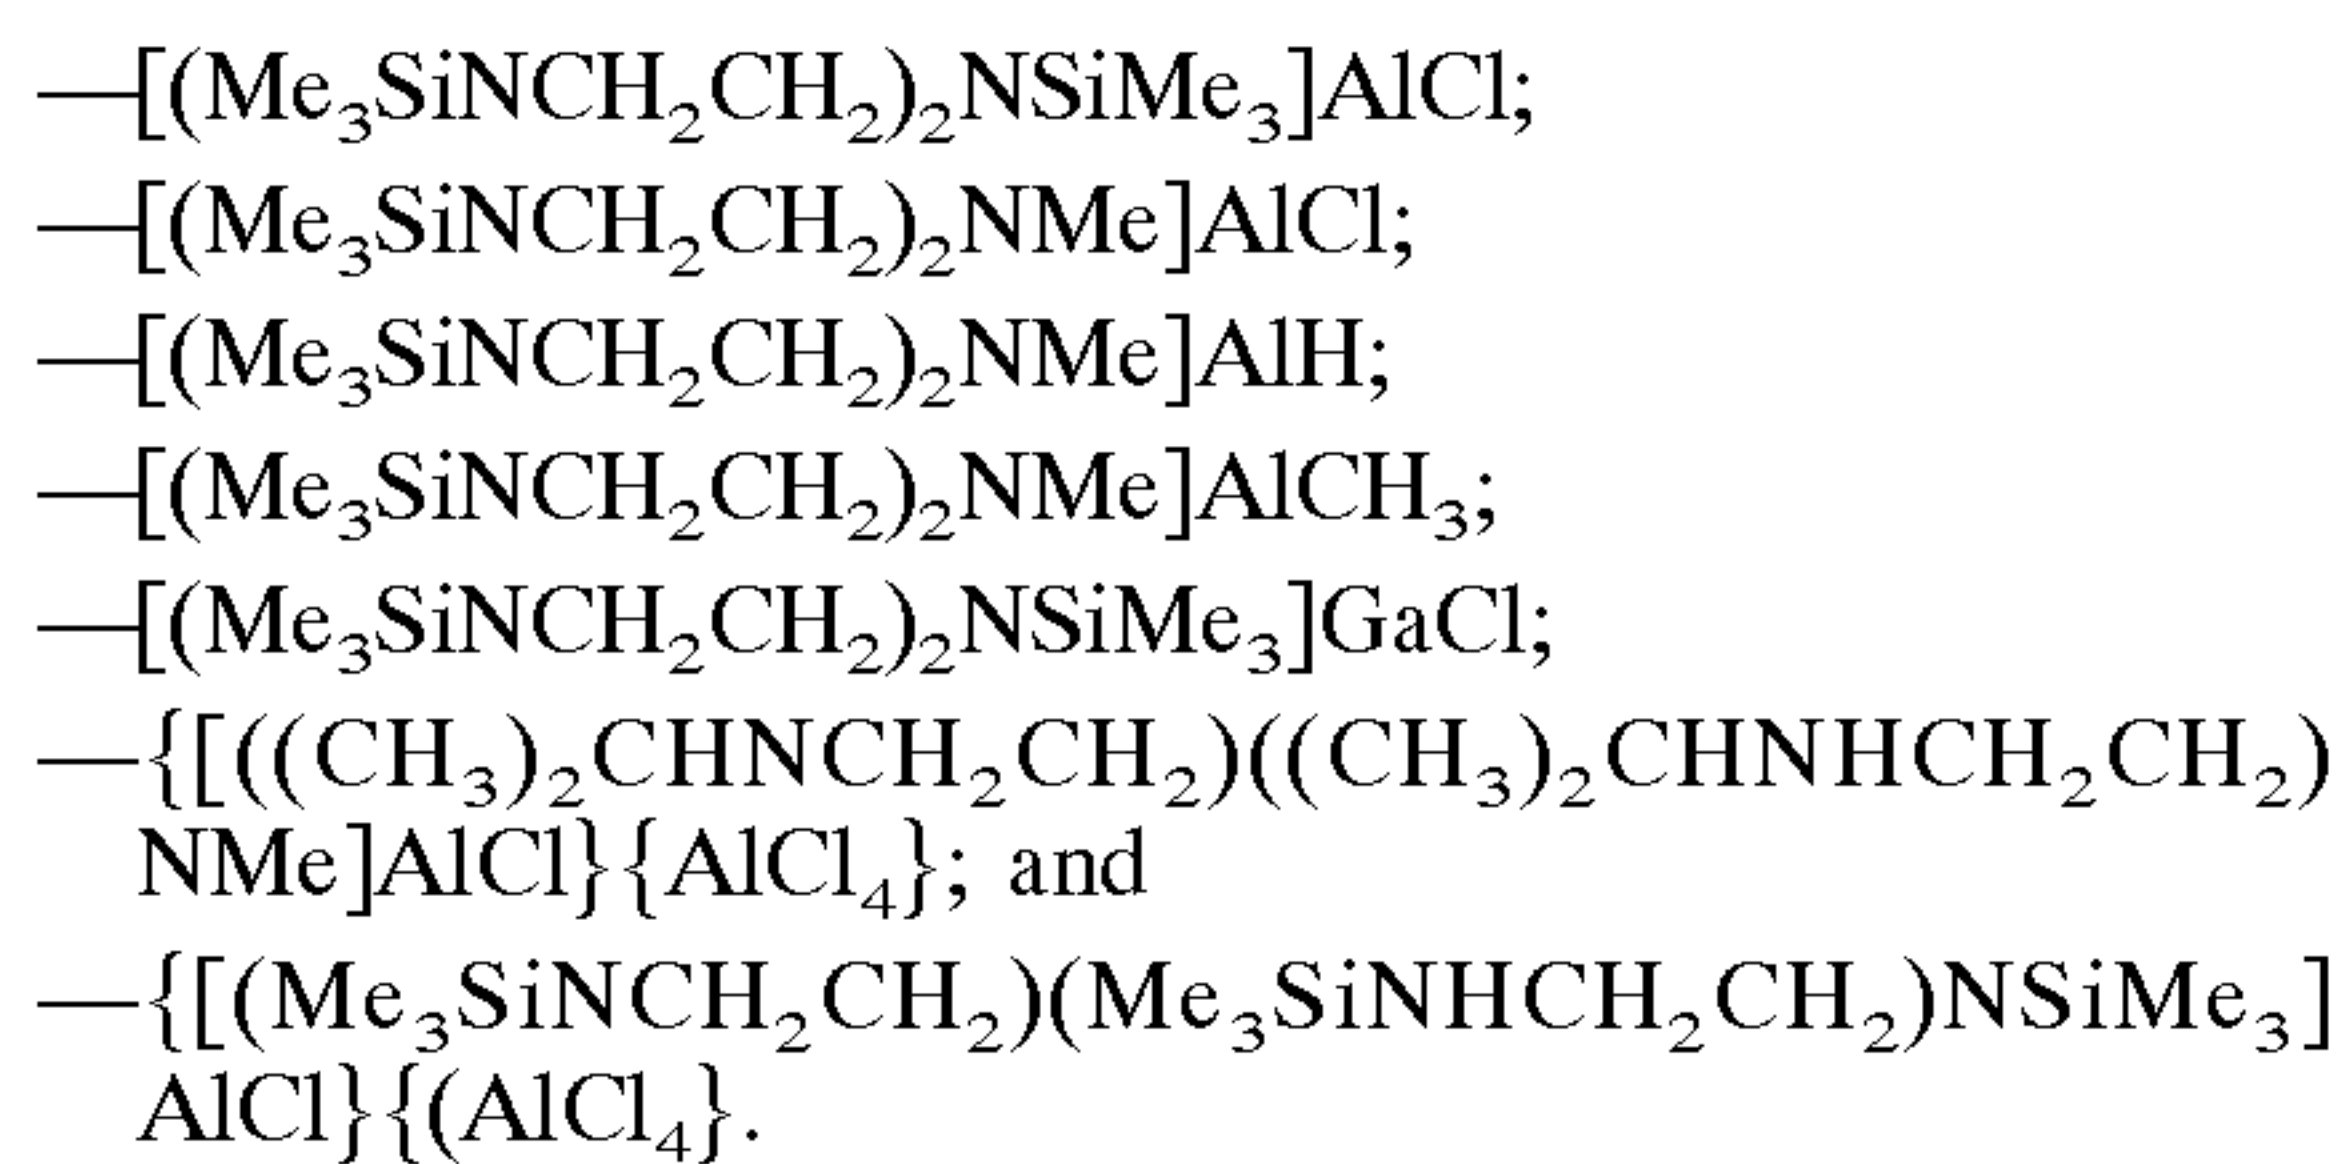 —[(Me₃SiNCH₂CH₂)₂NSiMe₃]AlCl;
—[(Me₃SiNCH₂CH₂)₂NMe]AlCl;
—[(Me₃SiNCH₂CH₂)₂NMe]AlH;
—[(Me₃SiNCH₂CH₂)₂NMe]AlCH₃;
—[(Me₃SiNCH₂CH₂)₂NSiMe₃]GaCl;
—{[((CH₃)₂CHNCH₂CH₂)((CH₃)₂CHNHCH₂CH₂)
NMe]AlCl}{AlCl₄}; and
—{[(Me₃SiNCH₂CH₂)(Me₃SiNHCH₂CH₂)NSiMe₃]
AlCl}{(AlCl₄}.